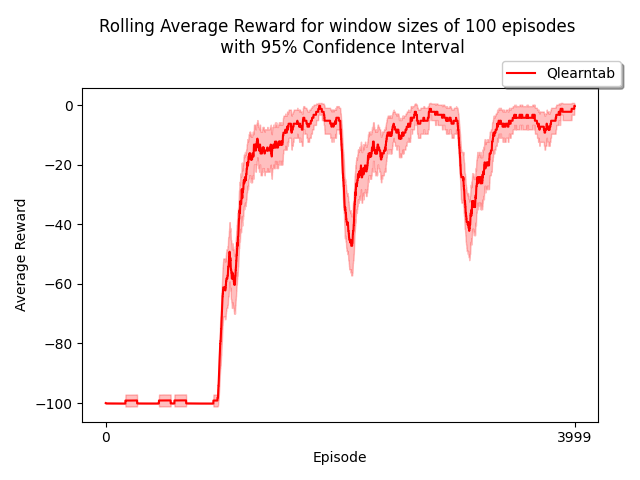 Rolling Average Reward for window sizes of 100 episodes
with 95% Confidence Interval
Qlearntab
0
−20
−40
−60
−80
−100
Average Reward
0
3999
Episode